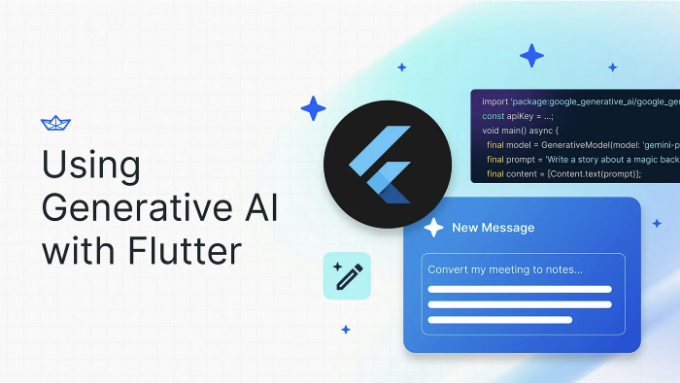 Using
Generative AI
with Flutter
import 'package:google_generative_ai/google_ge
const apiKey = ...;
void main() async {
final model = GenerativeModel(model: 'gemini-p
final prompt = 'Write a story about a magic back
final content = [Content.text(prompt)];
New Message
Convert my meeting to notes...